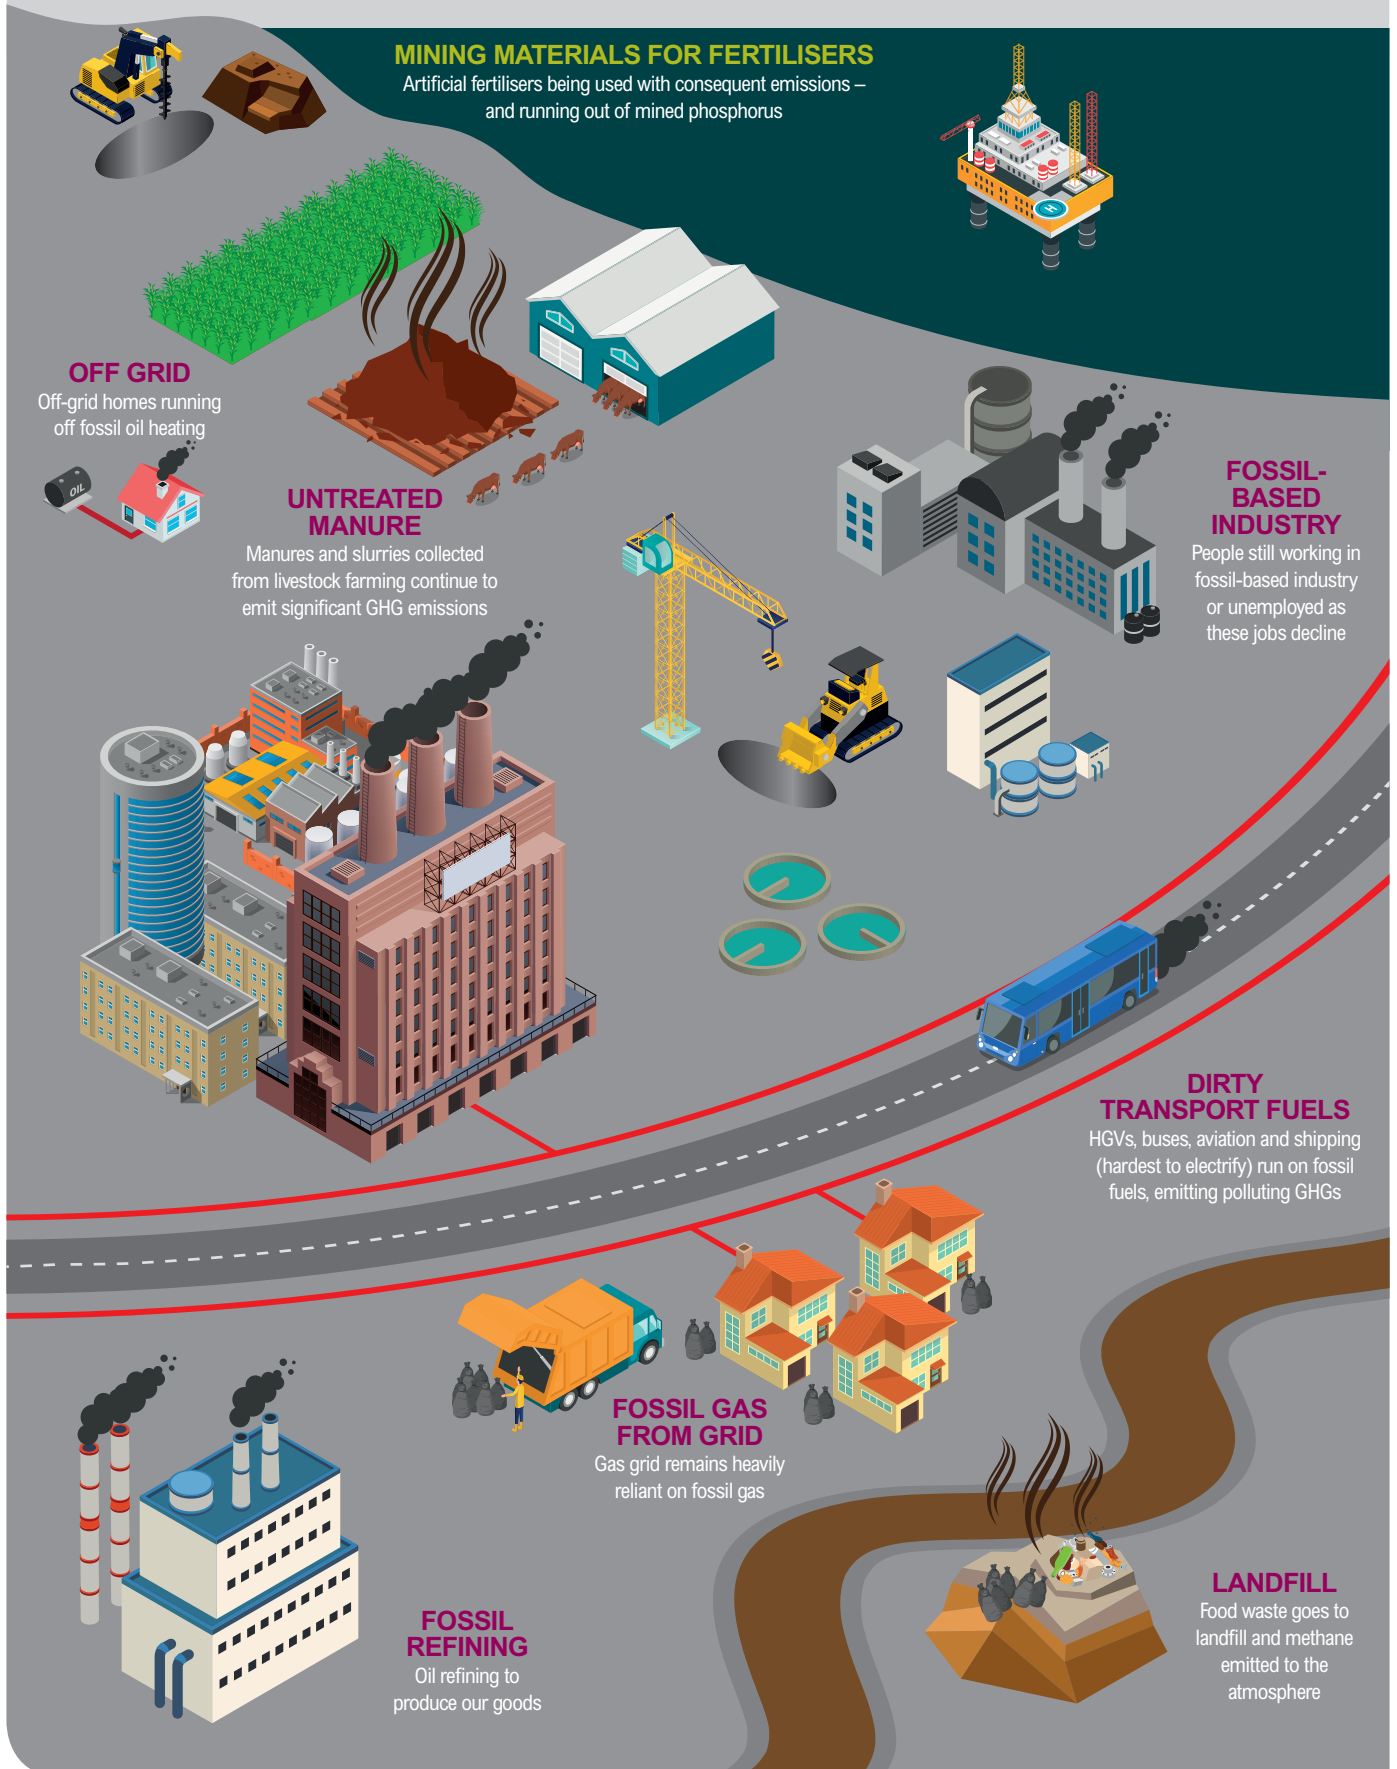 MINING MATERIALS FOR FERTILISERS
Artificial fertilisers being used with consequent emissions –
and running out of mined phosphorus
H
OFF GRID
Off-grid homes running
off fossil oil heating
OIL
UNTREATED
MANURE
Manures and slurries collected
from livestock farming continue to
emit significant GHG emissions
FOSSIL-
BASED
INDUSTRY
People still working in
fossil-based industry
or unemployed as
these jobs decline
DIRTY
TRANSPORT FUELS
HGVs, buses, aviation and shipping
(hardest to electrify) run on fossil
fuels, emitting polluting GHGs
FOSSIL GAS
FROM GRID
Gas grid remains heavily
reliant on fossil gas
LANDFILL
Food waste goes to
landfill and methane
emitted to the
atmosphere
FOSSIL
REFINING
Oil refining to
produce our goods